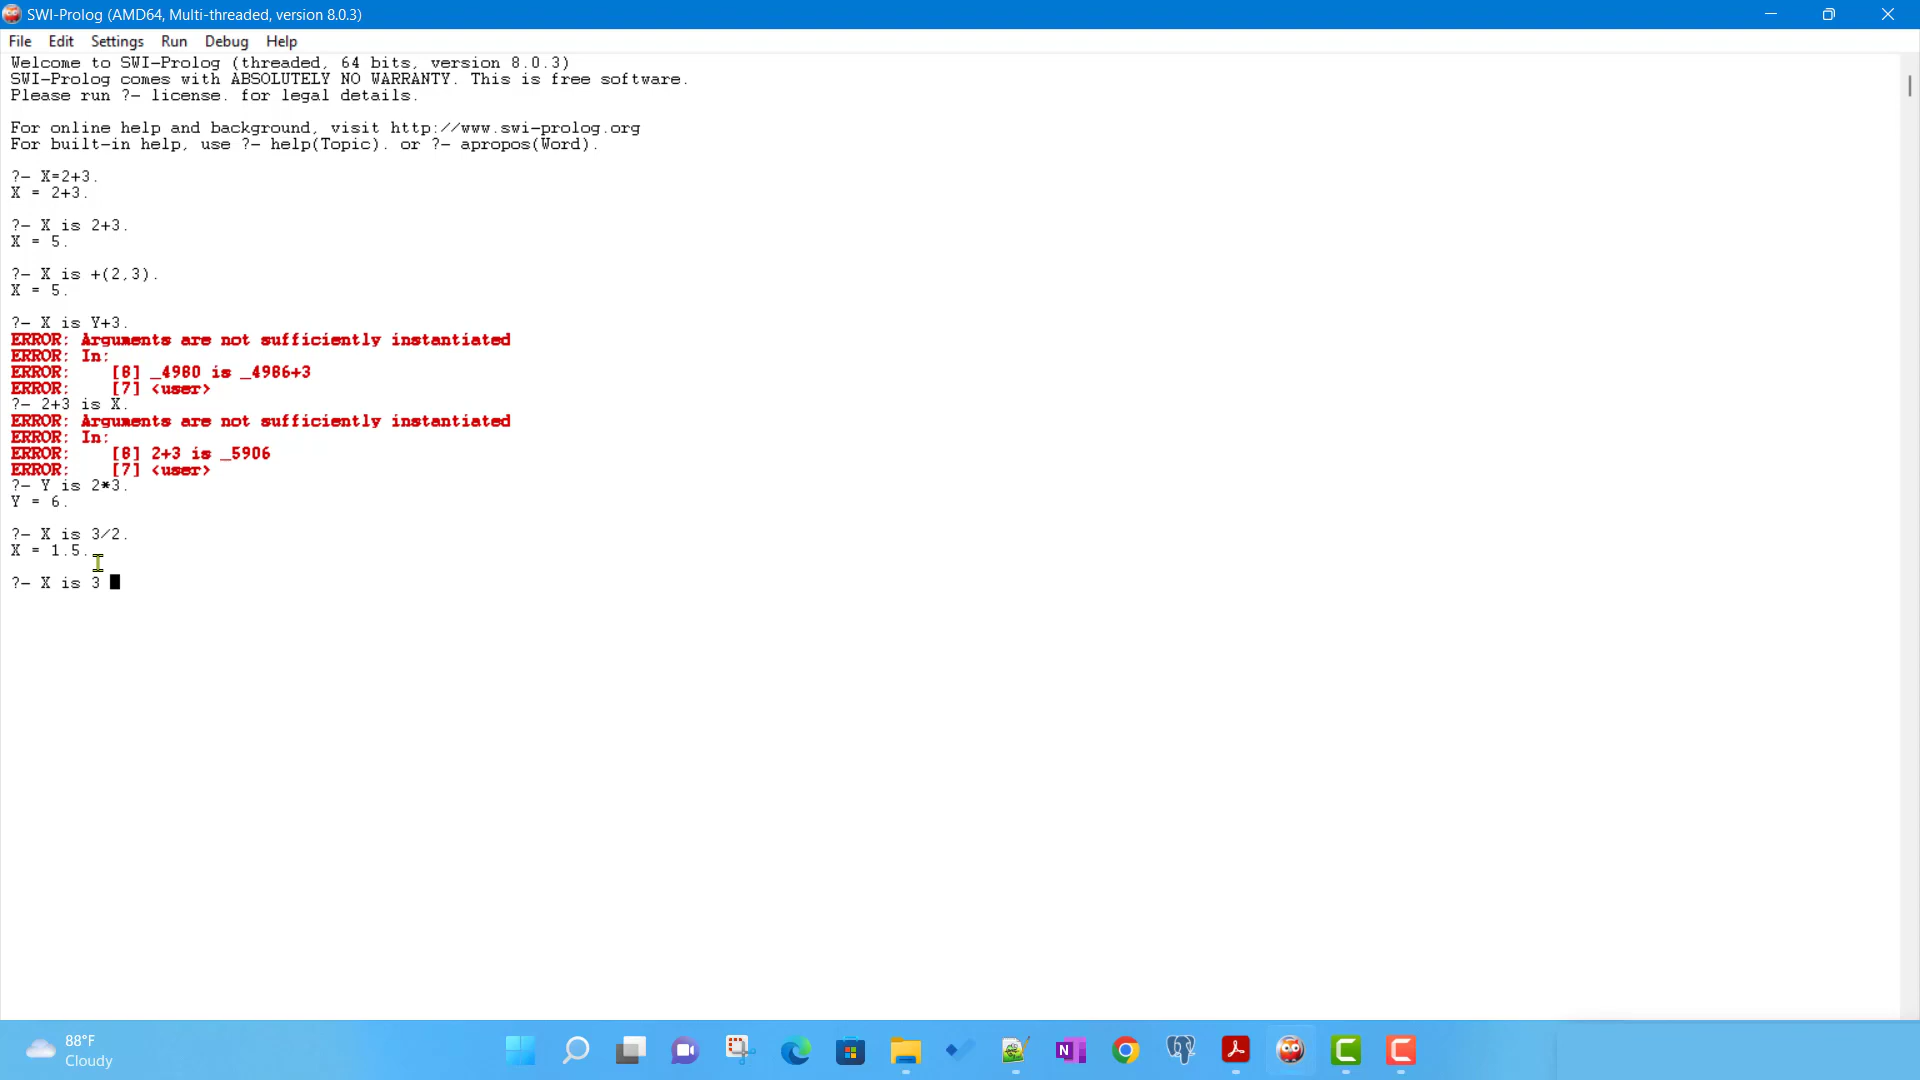 SWI-Prolog (AMD64, Multi-threaded, version 8.0.3)
File Edit Settings Run Debug Help
Welcome to SWI-Prolog (threaded, 64 bits, version 8.0.3)
SWI-Prolog comes with ABSOLUTELY NO WARRANTY. This is free software.
Please run ?- license. for legal details.
For online help and background, visit http://www.swi-prolog.org
For built-in help, use ?- help(Topic). or ?- apropos(Word).
?- X=2+3.
X = 2+3.
?- X is 2+3.
X = 5.
?- X is +(2,3).
X = 5.
?- X is Y+3.
ERROR: Arguments are not sufficiently instantiated
ERROR: In:
ERROR:    [8] _4980 is _4986+3
ERROR:    [7] <user>
?- 2+3 is X.
ERROR: Arguments are not sufficiently instantiated
ERROR: In:
ERROR:    [8] 2+3 is _5906
ERROR:    [7] <user>
?- Y is 2*3.
Y = 6.
?- X is 3/2.
X = 1.5.
?- X is 3
88°F
Cloudy